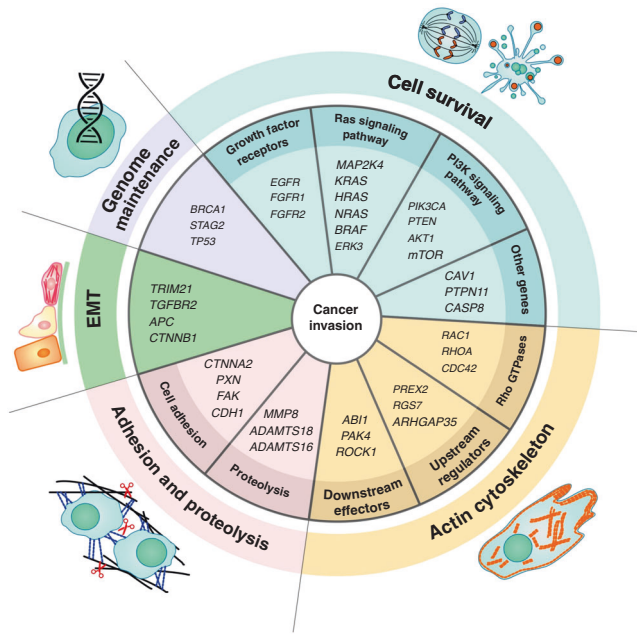 Cell survival
Growth factor
receptors
EGFR
FGFR1
FGFR2
Ras signaling
pathway
MAP2K4
KRAS
HRAS
NRAS
BRAF
ERK3
PI3K signaling
pathway
PIK3CA
PTEN
AKT1
mTOR
Other genes
CAV1
PTPN11
CASP8
Actin cytoskeleton
Rho GTPases
RAC1
RHOA
CDC42
Upstream
regulators
PREX2
RGS7
ARHGAP35
Downstream
effectors
ABI1
PAK4
ROCK1
Adhesion and proteolysis
Proteolysis
MMP8
ADAMTS18
ADAMTS16
Cell adhesion
CTNNA2
PXN
FAK
CDH1
EMT
TRIM21
TGFBR2
APC
CTNNB1
Genome
maintenance
BRCA1
STAG2
TP53
Cancer
invasion